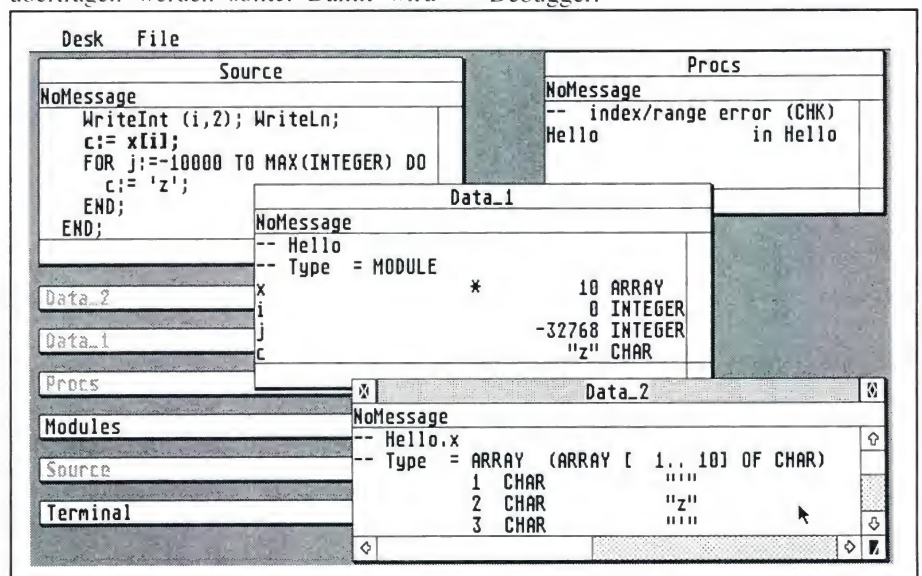 Debugger.
Desk File
Source
NoMessage
WriteInt (i,2); WriteLn;
c:= x[i];
FOR j:=-10000 TO MAX(INTEGER) DO
c:= 'z';
END;
END;
Procs
NoMessage
-- index/range error (CHK)
Hello in Hello
Data_1
NoMessage
-- Hello
-- Type = MODULE
x * 10 ARRAY
i 0 INTEGER
j -32768 INTEGER
c "z" CHAR
Data_2
Data_1
Procs
Modules
Source
Terminal
Data_2
NoMessage
-- Hello.x
-- Type = ARRAY (ARRAY [ 1.. 10] OF CHAR)
1 CHAR "'"
2 CHAR "z"
3 CHAR "'"